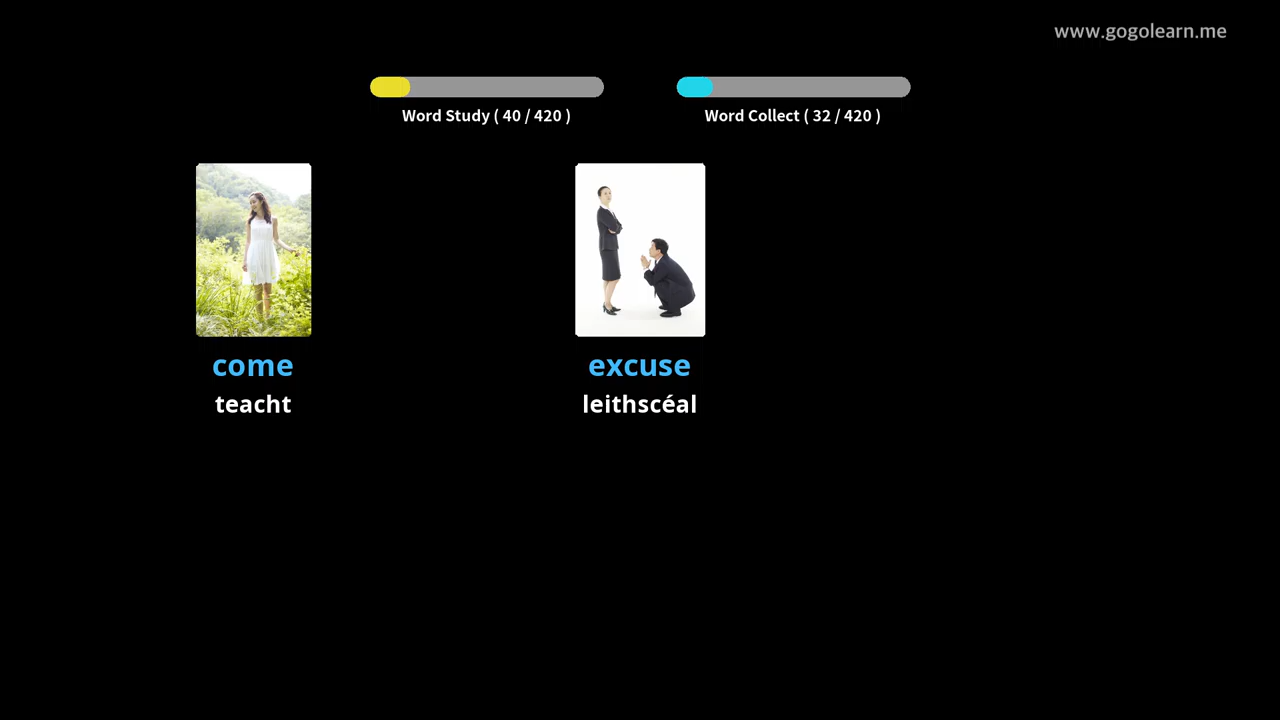 www.gogolearn.me
Word Study ( 40 / 420 )
Word Collect ( 32 / 420 )
come
teacht
excuse
leithscéal